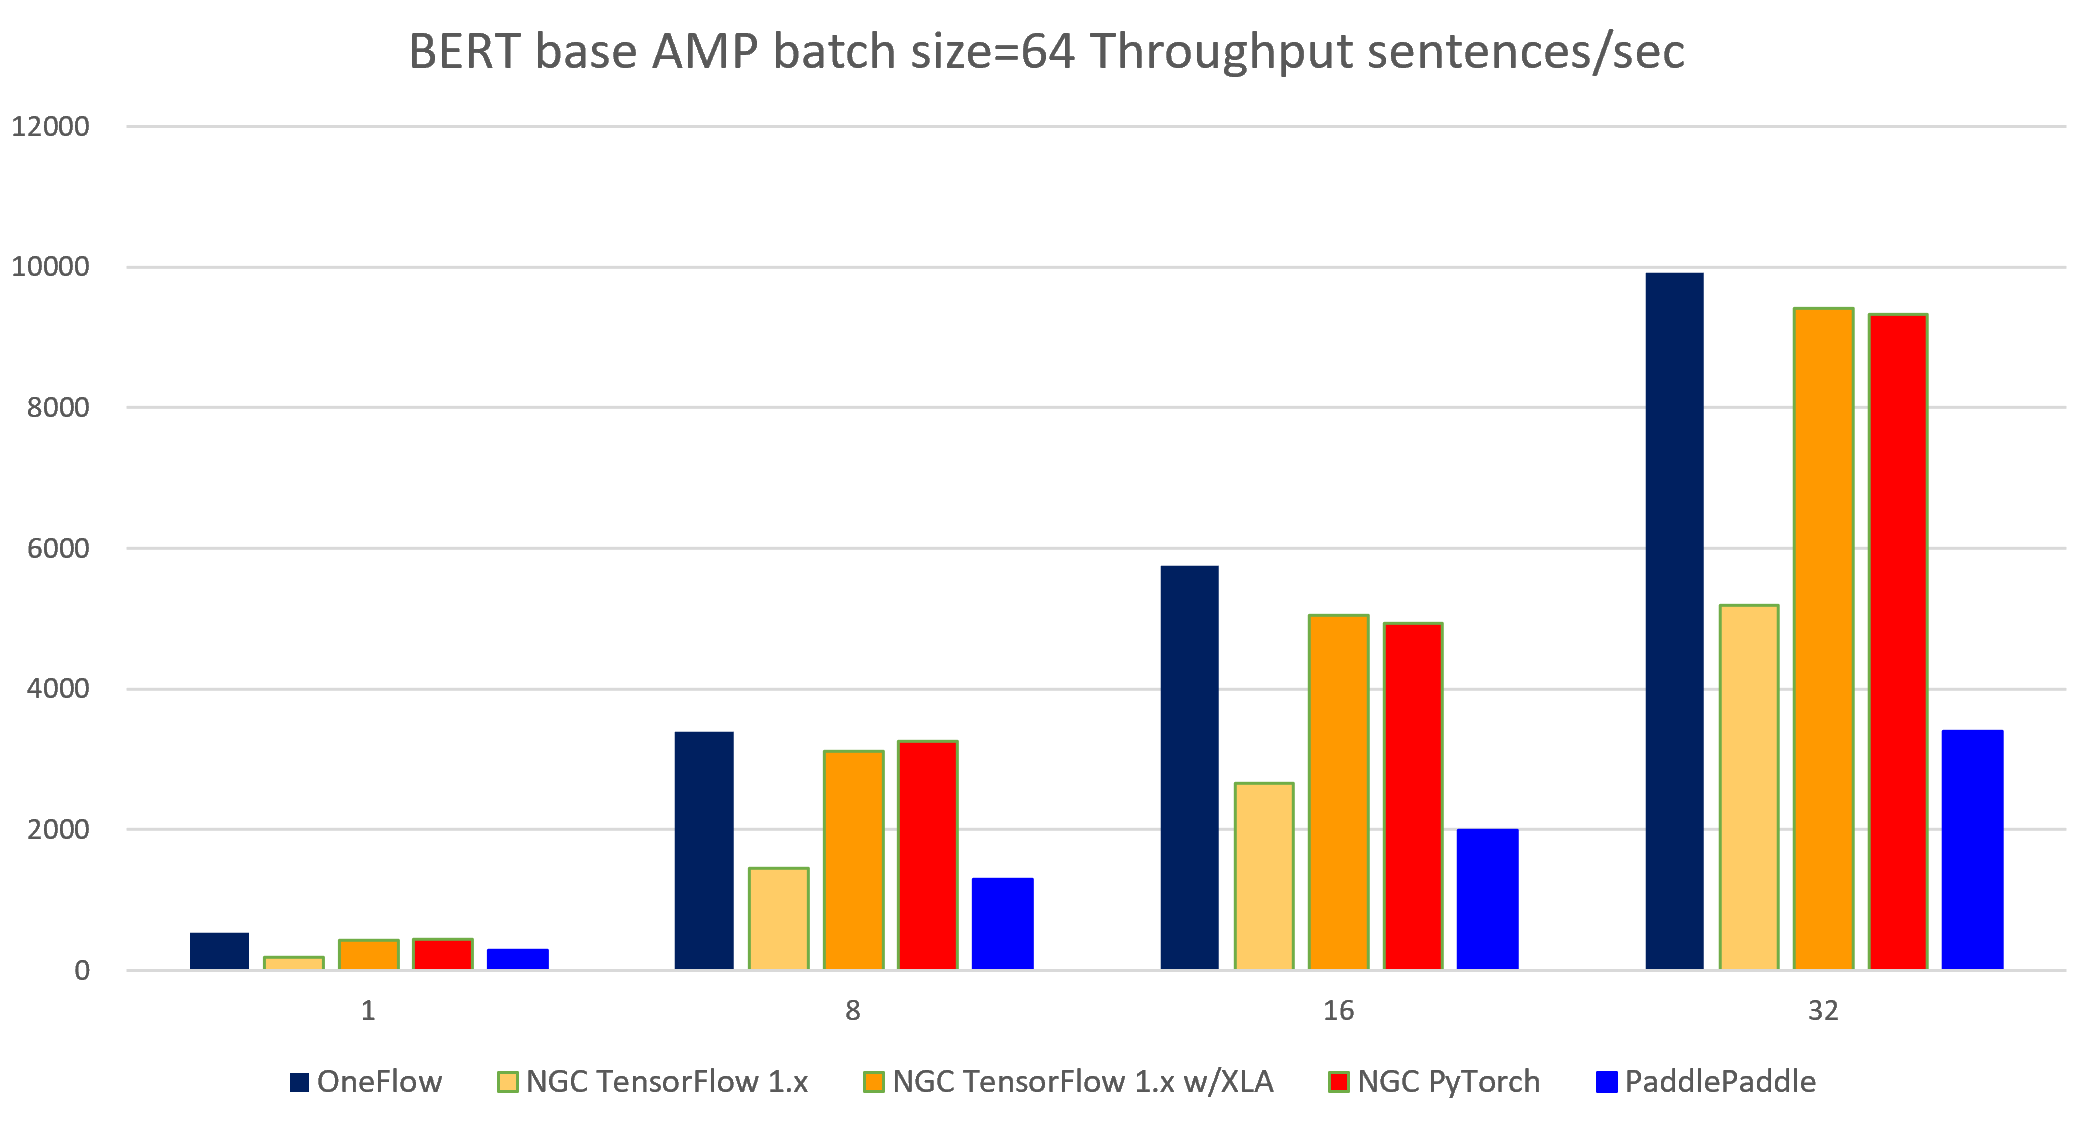 BERT base AMP batch size=64 Throughput sentences/sec
12000
10000
8000
6000
4000
2000
0
1 8 16 32
OneFlow NGC TensorFlow 1.x NGC TensorFlow 1.x w/XLA NGC PyTorch PaddlePaddle